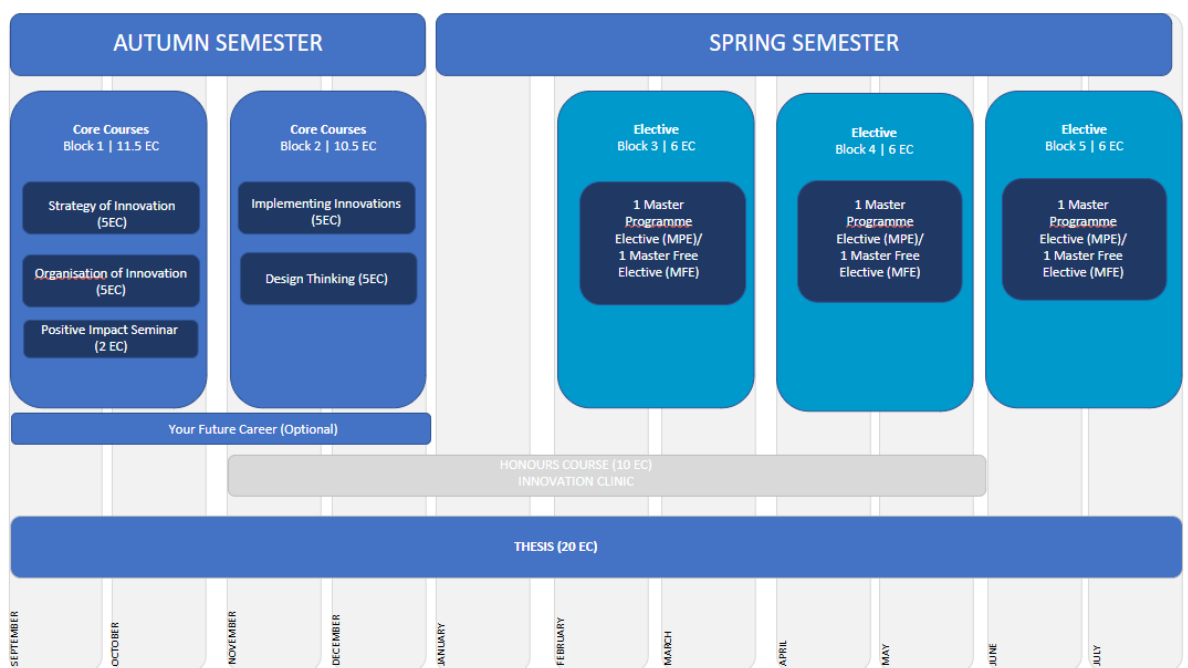 AUTUMN SEMESTER
SPRING SEMESTER
Core Courses
Block 1 | 11.5 EC
Strategy of Innovation
(5EC)
Organisation of Innovation
(5EC)
Positive Impact Seminar
(2 EC)
Core Courses
Block 2 | 10.5 EC
Implementing Innovations
(5EC)
Design Thinking (5EC)
Elective
Block 3 | 6 EC
1 Master
Programme
Elective (MPE)/
1 Master Free
Elective (MFE)
Elective
Block 4 | 6 EC
1 Master
Programme
Elective (MPE)/
1 Master Free
Elective (MFE)
Elective
Block 5 | 6 EC
1 Master
Programme
Elective (MPE)/
1 Master Free
Elective (MFE)
Your Future Career (Optional)
HONOURS COURSE (10 EC)
INNOVATION CLINIC
THESIS (20 EC)
SEPTEMBER
OCTOBER
NOVEMBER
DECEMBER
JANUARY
FEBRUARY
MARCH
APRIL
MAY
JUNE
JULY